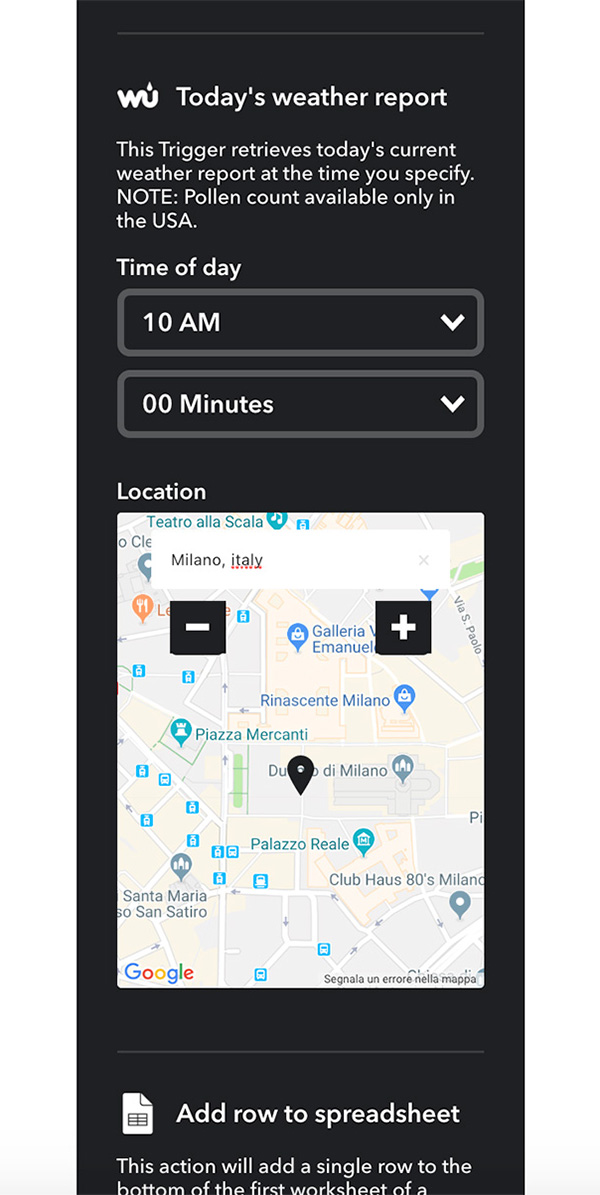 wu Today's weather report
This Trigger retrieves today's current
weather report at the time you specify.
NOTE: Pollen count available only in
the USA.
Time of day
10 AM
00 Minutes
Location
Teatro alla Scala
Milano, italy
Galleria V
Emanuel
Via S. Paolo
Rinascente Milano
Piazza Mercanti
di Milano
Palazzo Reale
Club Haus 80's Milano
Santa Maria
so San Satiro
Google
Segnala un errore nella mappa
Add row to spreadsheet
This action will add a single row to the
bottom of the first worksheet of a